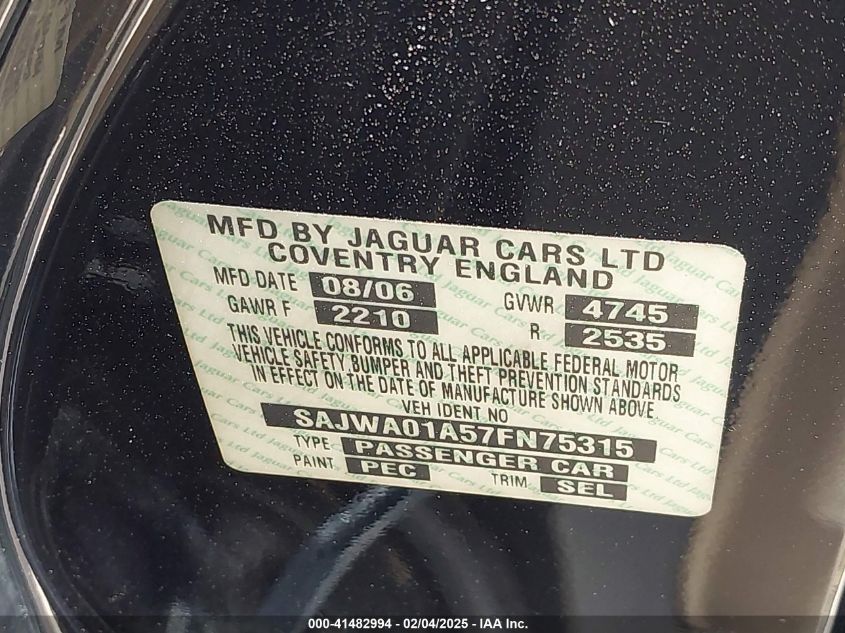 MFD BY JAGUAR CARS LTD
COVENTRY ENGLAND
MFD DATE 08/06 GVWR 4745
GAWR F 2210 R 2535
THIS VEHICLE CONFORMS TO ALL APPLICABLE FEDERAL MOTOR
VEHICLE SAFETY, BUMPER AND THEFT PREVENTION STANDARDS
IN EFFECT ON THE DATE OF MANUFACTURE SHOWN ABOVE
VEH IDENT NO
SAJWA01A57FN75315
TYPE PASSENGER CAR
PAINT PEC TRIM SEL
000-41482994 - 02/04/2025 - IAA Inc.